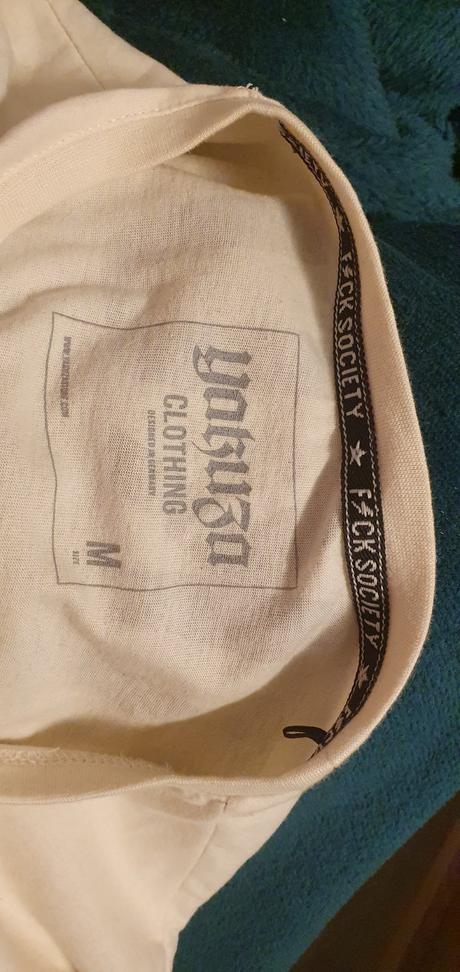 F⚡CK SOCIETY ★ F⚡CK SOCIETY ★
Yakuza
CLOTHING
DESIGNED IN GERMANY
SIZE
M